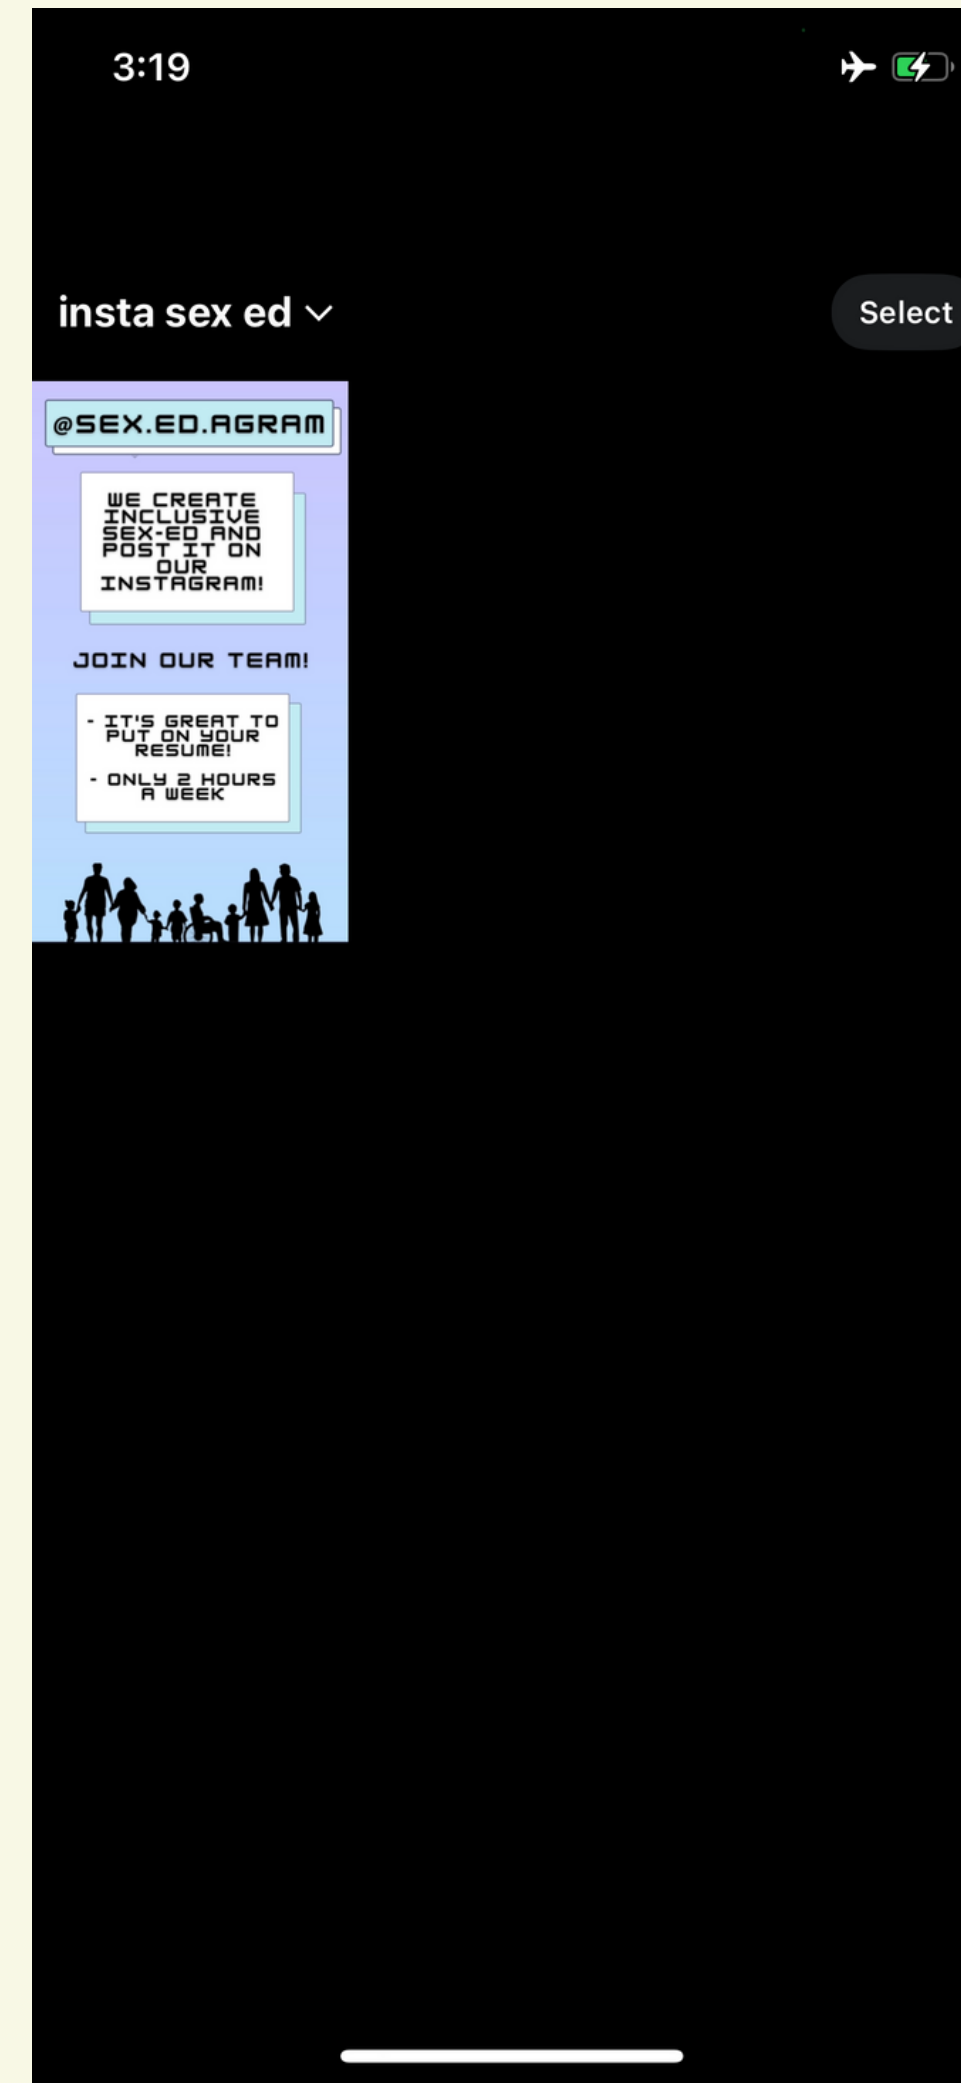 3:19
insta sex ed
Select
@SEX.ED.AGRAM
WE CREATE
INCLUSIVE
SEX-ED AND
POST IT ON
OUR
INSTAGRAM!
JOIN OUR TEAM!
- IT'S GREAT TO
PUT ON YOUR
RESUME!
- ONLY 2 HOURS
A WEEK